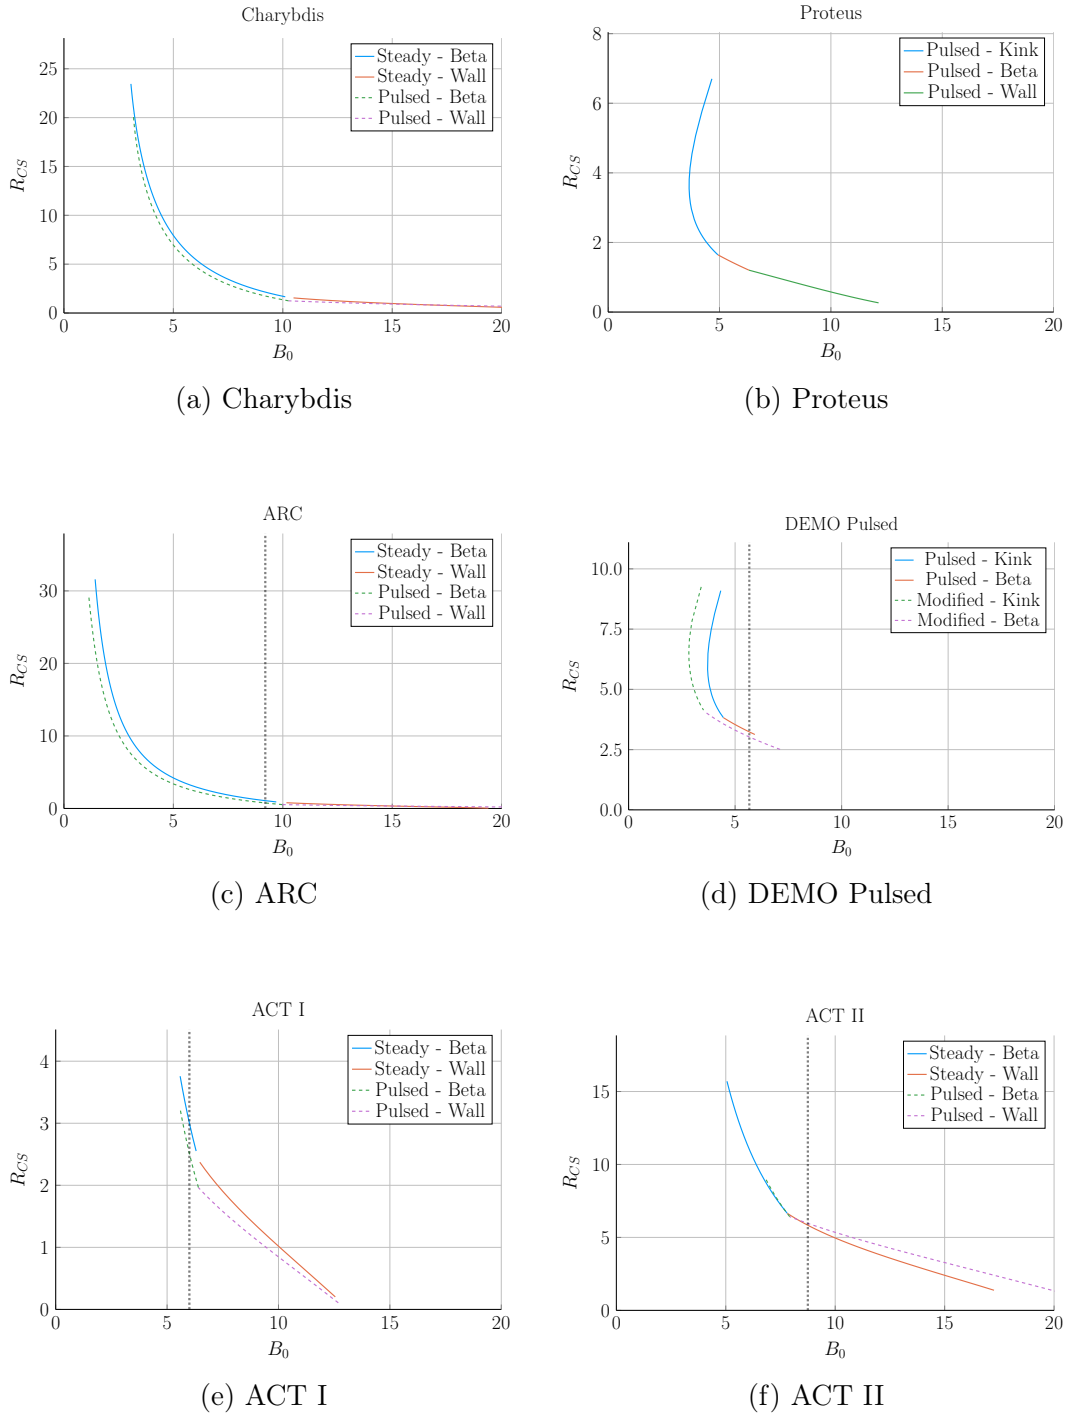 Charybdis
R_CS
25
20
15
10
5
0
Steady - Beta
Steady - Wall
Pulsed - Beta
Pulsed - Wall
0 5 10 15 20
B_0
(a) Charybdis
Proteus
R_CS
8
6
4
2
0
Pulsed - Kink
Pulsed - Beta
Pulsed - Wall
0 5 10 15 20
B_0
(b) Proteus
ARC
R_CS
30
20
10
0
Steady - Beta
Steady - Wall
Pulsed - Beta
Pulsed - Wall
0 5 10 15 20
B_0
(c) ARC
DEMO Pulsed
R_CS
10.0
7.5
5.0
2.5
0.0
Pulsed - Kink
Pulsed - Beta
Modified - Kink
Modified - Beta
0 5 10 15 20
B_0
(d) DEMO Pulsed
ACT I
R_CS
4
3
2
1
0
Steady - Beta
Steady - Wall
Pulsed - Beta
Pulsed - Wall
0 5 10 15 20
B_0
(e) ACT I
ACT II
R_CS
15
10
5
0
Steady - Beta
Steady - Wall
Pulsed - Beta
Pulsed - Wall
0 5 10 15 20
B_0
(f) ACT II